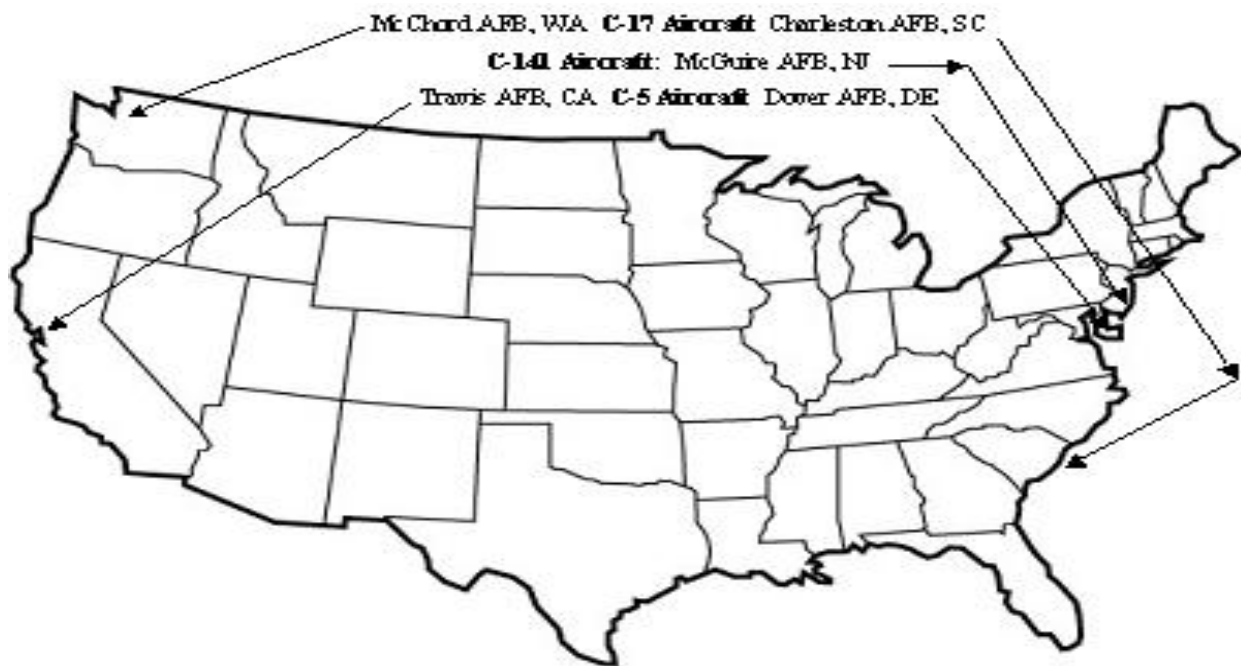 McChord AFB, WA C-17 Aircraft Charleston AFB, SC
C-141 Aircraft: McGuire AFB, NJ
Travis AFB, CA C-5 Aircraft Dover AFB, DE